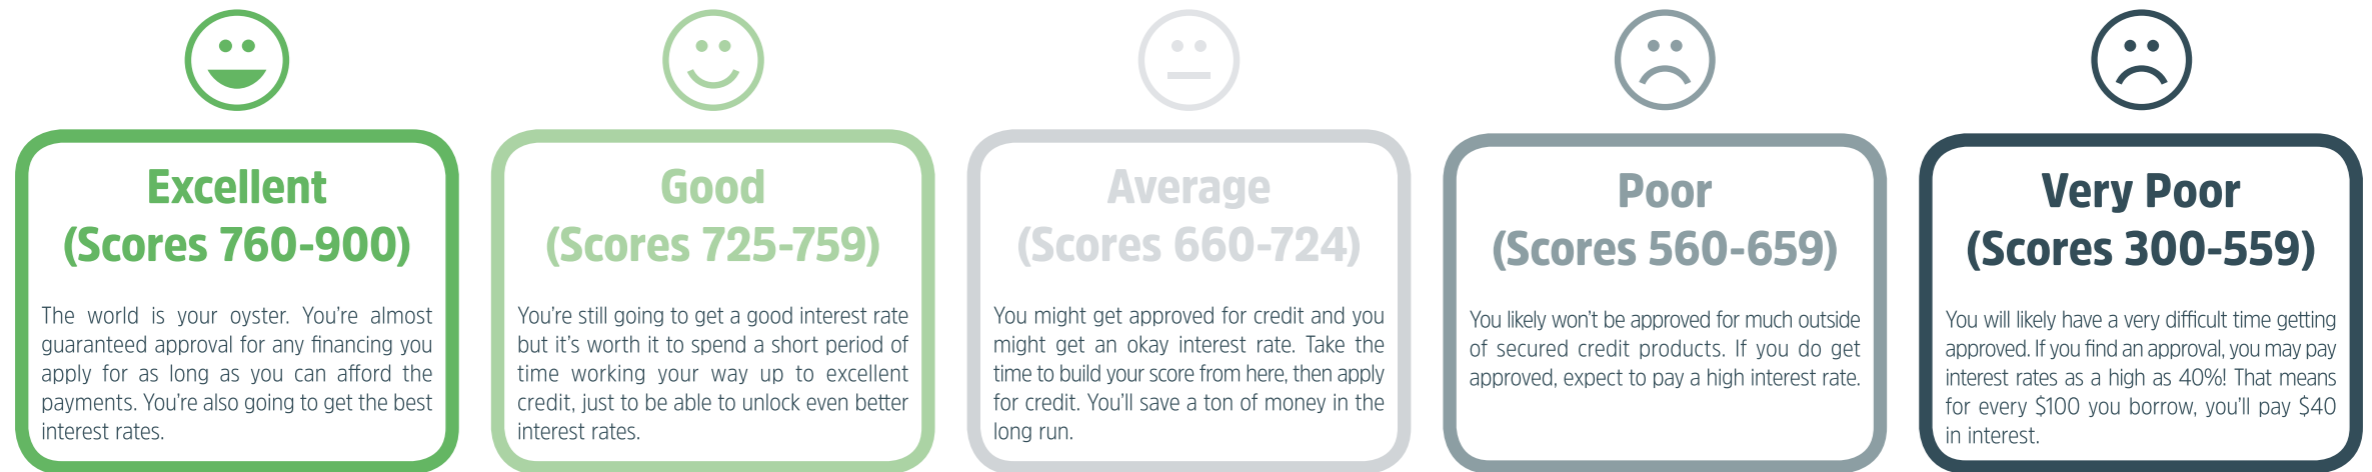 Excellent
(Scores 760-900)
The world is your oyster. You're almost
guaranteed approval for any financing you
apply for as long as you can afford the
payments. You're also going to get the best
interest rates.
Good
(Scores 725-759)
You're still going to get a good interest rate
but it's worth it to spend a short period of
time working your way up to excellent
credit, just to be able to unlock even better
interest rates.
Average
(Scores 660-724)
You might get approved for credit and you
might get an okay interest rate. Take the
time to build your score from here, then apply
for credit. You'll save a ton of money in the
long run.
Poor
(Scores 560-659)
You likely won't be approved for much outside
of secured credit products. If you do get
approved, expect to pay a high interest rate.
Very Poor
(Scores 300-559)
You will likely have a very difficult time getting
approved. If you find an approval, you may pay
interest rates as a high as 40%! That means
for every $100 you borrow, you'll pay $40
in interest.